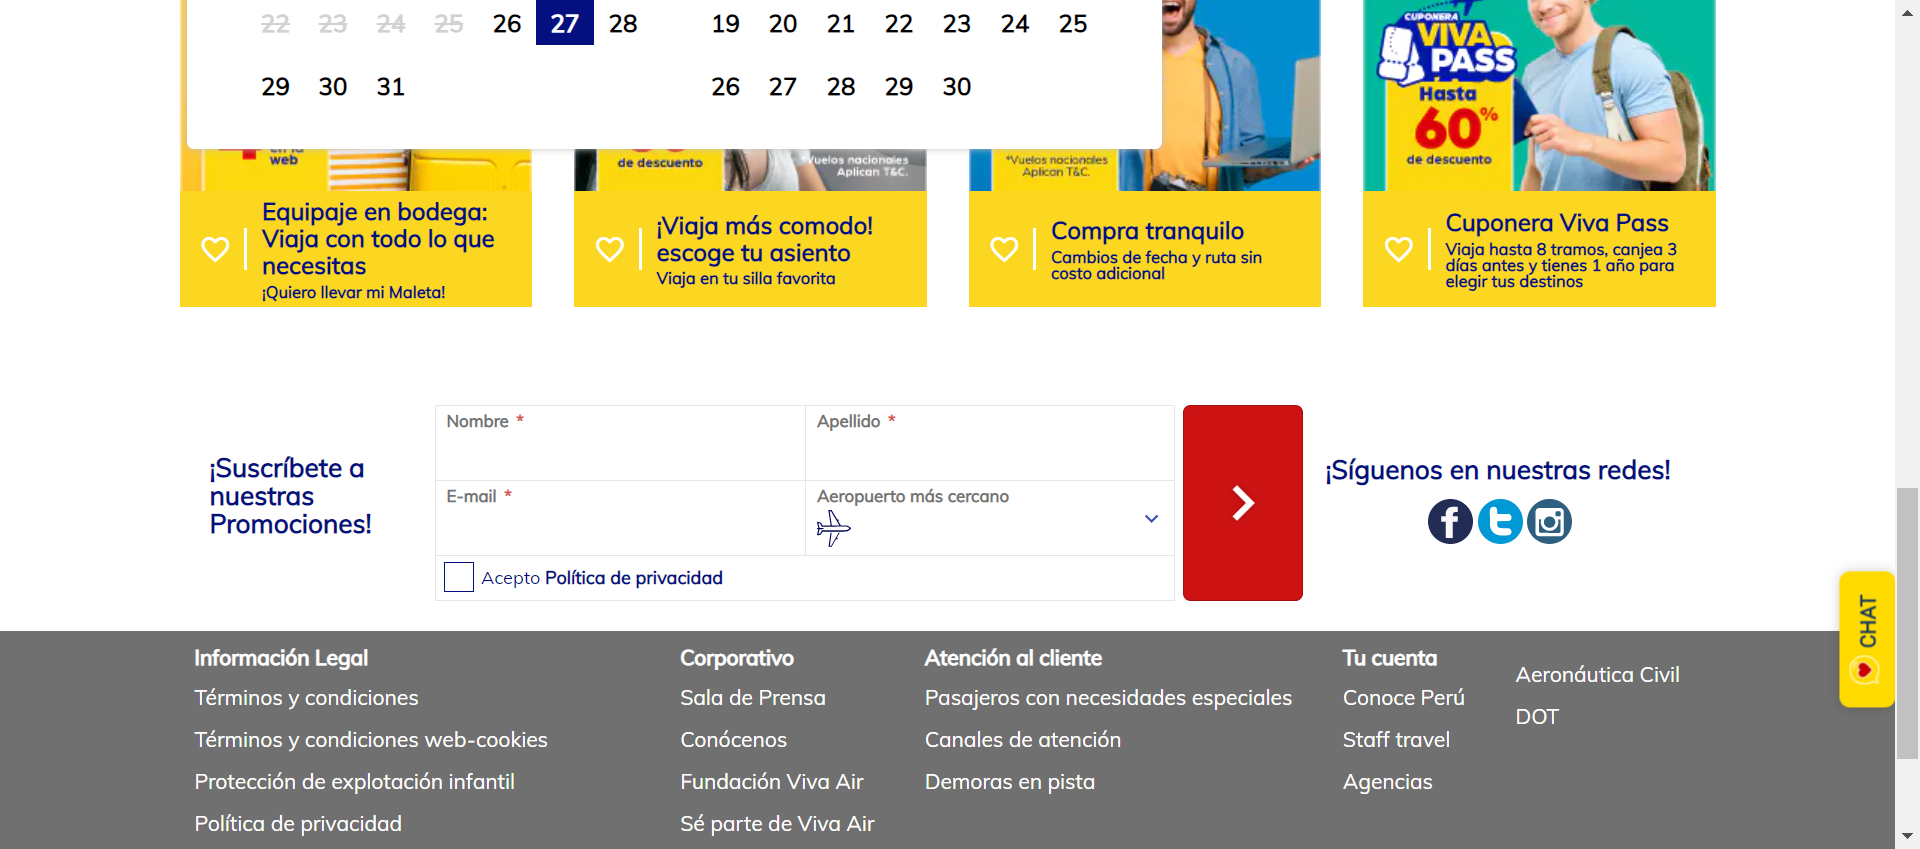 22 23 24 25 26 27 28
19 20 21 22 23 24 25
29 30 31
26 27 28 29 30
web
de descuento
*Vuelos nacionales
Aplican T&C.
*Vuelos nacionales
Aplican T&C.
CUPONERA
VIVA
PASS
Hasta
60%
de descuento
Equipaje en bodega:
Viaja con todo lo que
necesitas
¡Quiero llevar mi Maleta!
¡Viaja más comodo!
escoge tu asiento
Viaja en tu silla favorita
Compra tranquilo
Cambios de fecha y ruta sin
costo adicional
Cuponera Viva Pass
Viaja hasta 8 tramos, canjea 3
días antes y tienes 1 año para
elegir tus destinos
¡Suscríbete a
nuestras
Promociones!
Nombre *
Apellido *
E-mail *
Aeropuerto más cercano
Acepto Política de privacidad
¡Síguenos en nuestras redes!
CHAT
Información Legal
Términos y condiciones
Términos y condiciones web-cookies
Protección de explotación infantil
Política de privacidad
Corporativo
Sala de Prensa
Conócenos
Fundación Viva Air
Sé parte de Viva Air
Atención al cliente
Pasajeros con necesidades especiales
Canales de atención
Demoras en pista
Tu cuenta
Conoce Perú
Staff travel
Agencias
Aeronáutica Civil
DOT